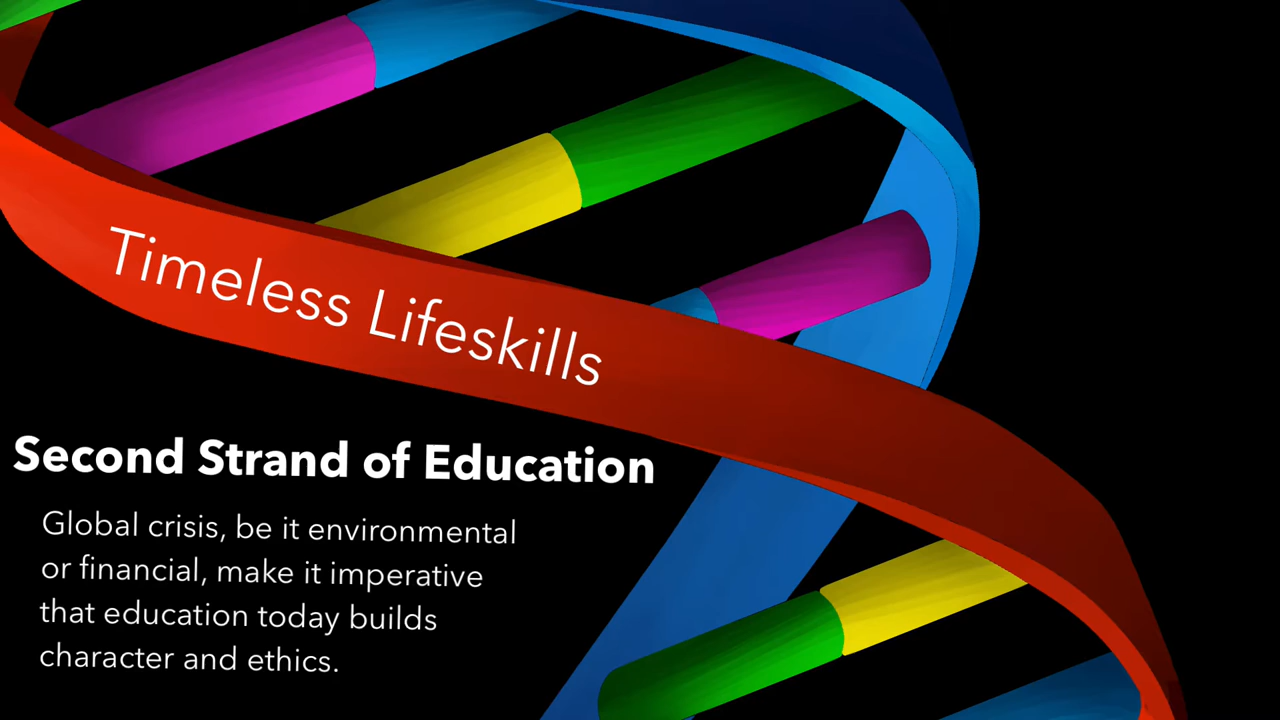 Timeless Lifeskills
Second Strand of Education
Global crisis, be it environmental
or financial, make it imperative
that education today builds
character and ethics.